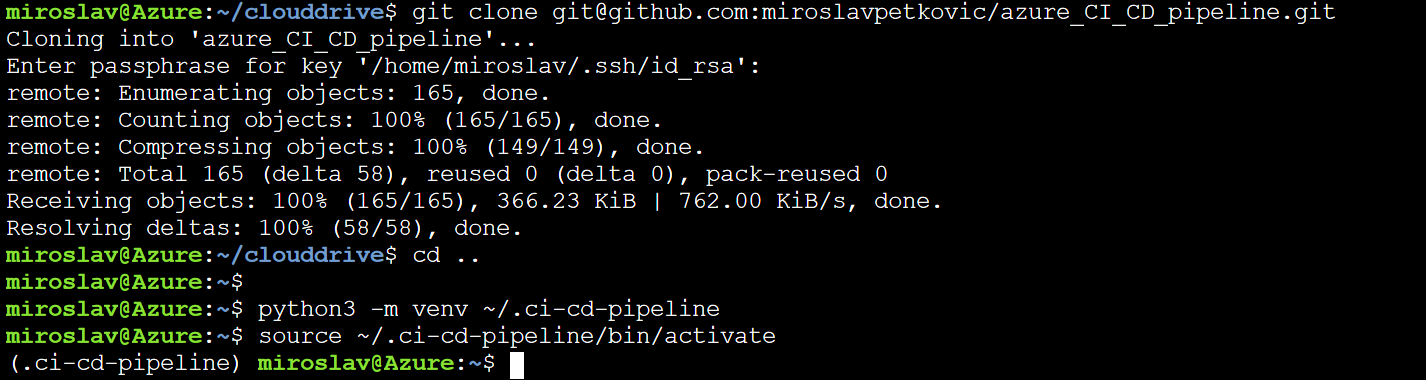 miroslav@Azure:~/clouddrive$ git clone git@github.com:miroslavpetkovic/azure_CI_CD_pipeline.git
Cloning into 'azure_CI_CD_pipeline'...
Enter passphrase for key '/home/miroslav/.ssh/id_rsa':
remote: Enumerating objects: 165, done.
remote: Counting objects: 100% (165/165), done.
remote: Compressing objects: 100% (149/149), done.
remote: Total 165 (delta 58), reused 0 (delta 0), pack-reused 0
Receiving objects: 100% (165/165), 366.23 KiB | 762.00 KiB/s, done.
Resolving deltas: 100% (58/58), done.
miroslav@Azure:~/clouddrive$ cd ..
miroslav@Azure:~$
miroslav@Azure:~$ python3 -m venv ~/.ci-cd-pipeline
miroslav@Azure:~$ source ~/.ci-cd-pipeline/bin/activate
(.ci-cd-pipeline) miroslav@Azure:~$